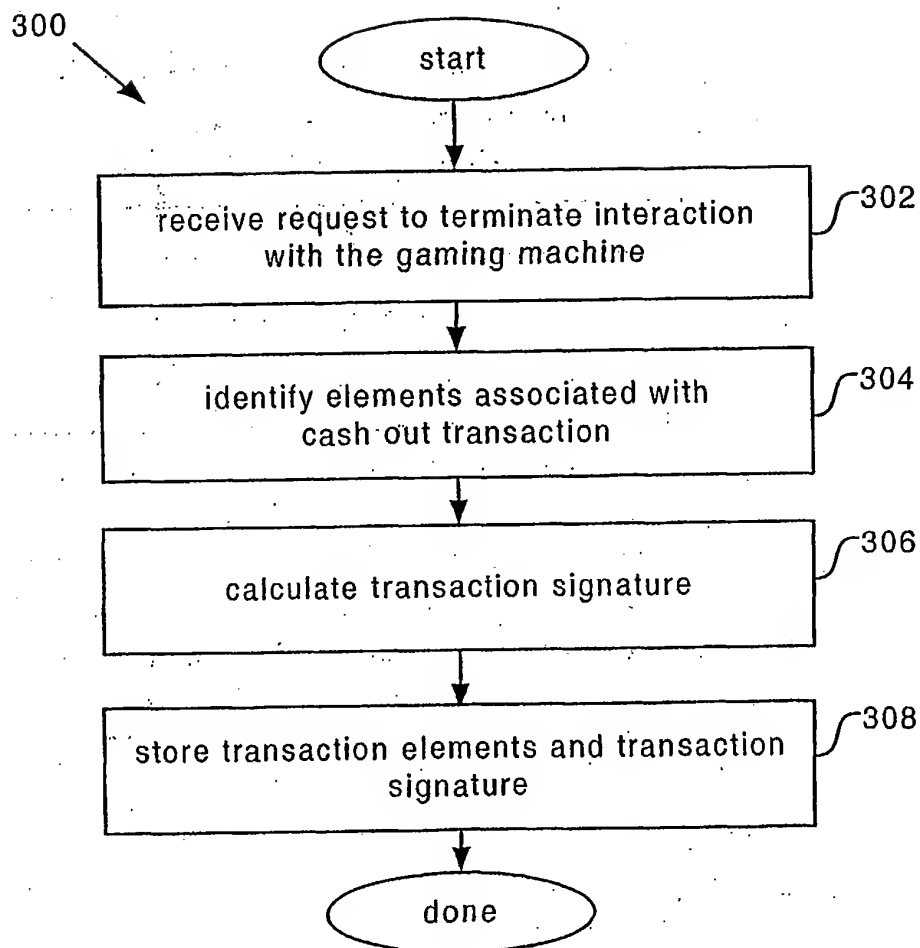 300
start
receive request to terminate interaction
with the gaming machine
302
identify elements associated with
cash out transaction
304
calculate transaction signature
306
store transaction elements and transaction
signature
308
done